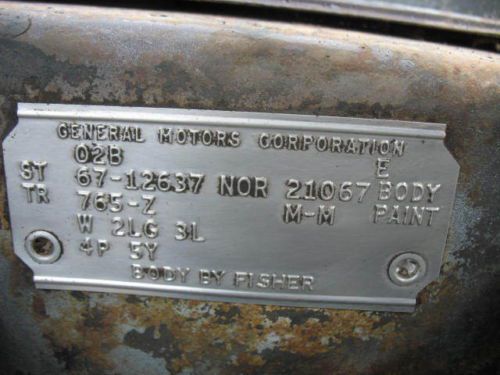 GENERAL MOTORS CORPORATION
02B E
ST 67-12637 NOR 21067 BODY
TR 765-Z M-M PAINT
W 2LG 3L
4P 5Y
BODY BY FISHER